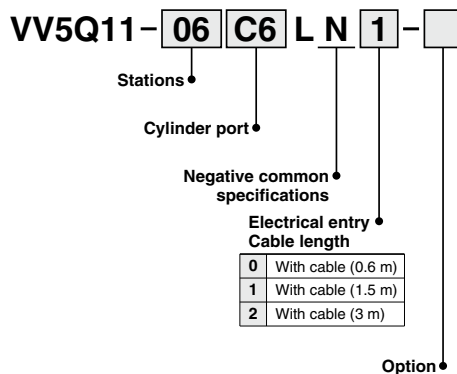 VV5Q11– 06 C6 L N 1 –
Stations
Cylinder port
Negative common
specifications
Electrical entry
Cable length
0 With cable (0.6 m)
1 With cable (1.5 m)
2 With cable (3 m)
Option